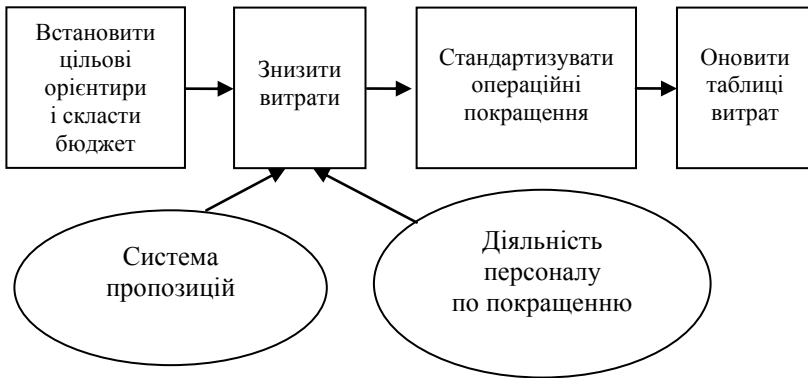 Встановити
цільові
орієнтири
і скласти
бюджет
Знизити
витрати
Стандартизувати
операційні
покращення
Оновити
таблиці
витрат
Система
пропозицій
Діяльність
персоналу
по покращенню